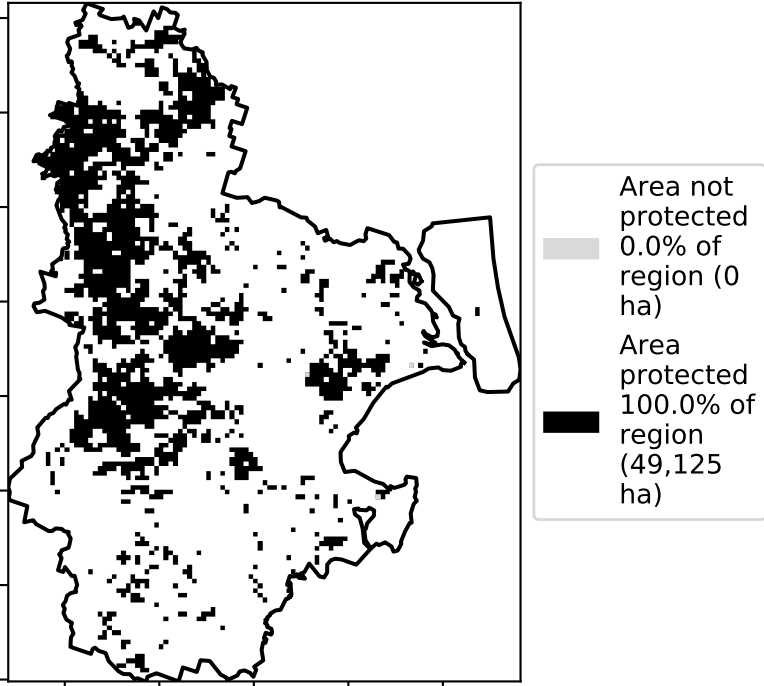 Area not
protected
0.0% of
region (0
ha)
Area
protected
100.0% of
region
(49,125
ha)